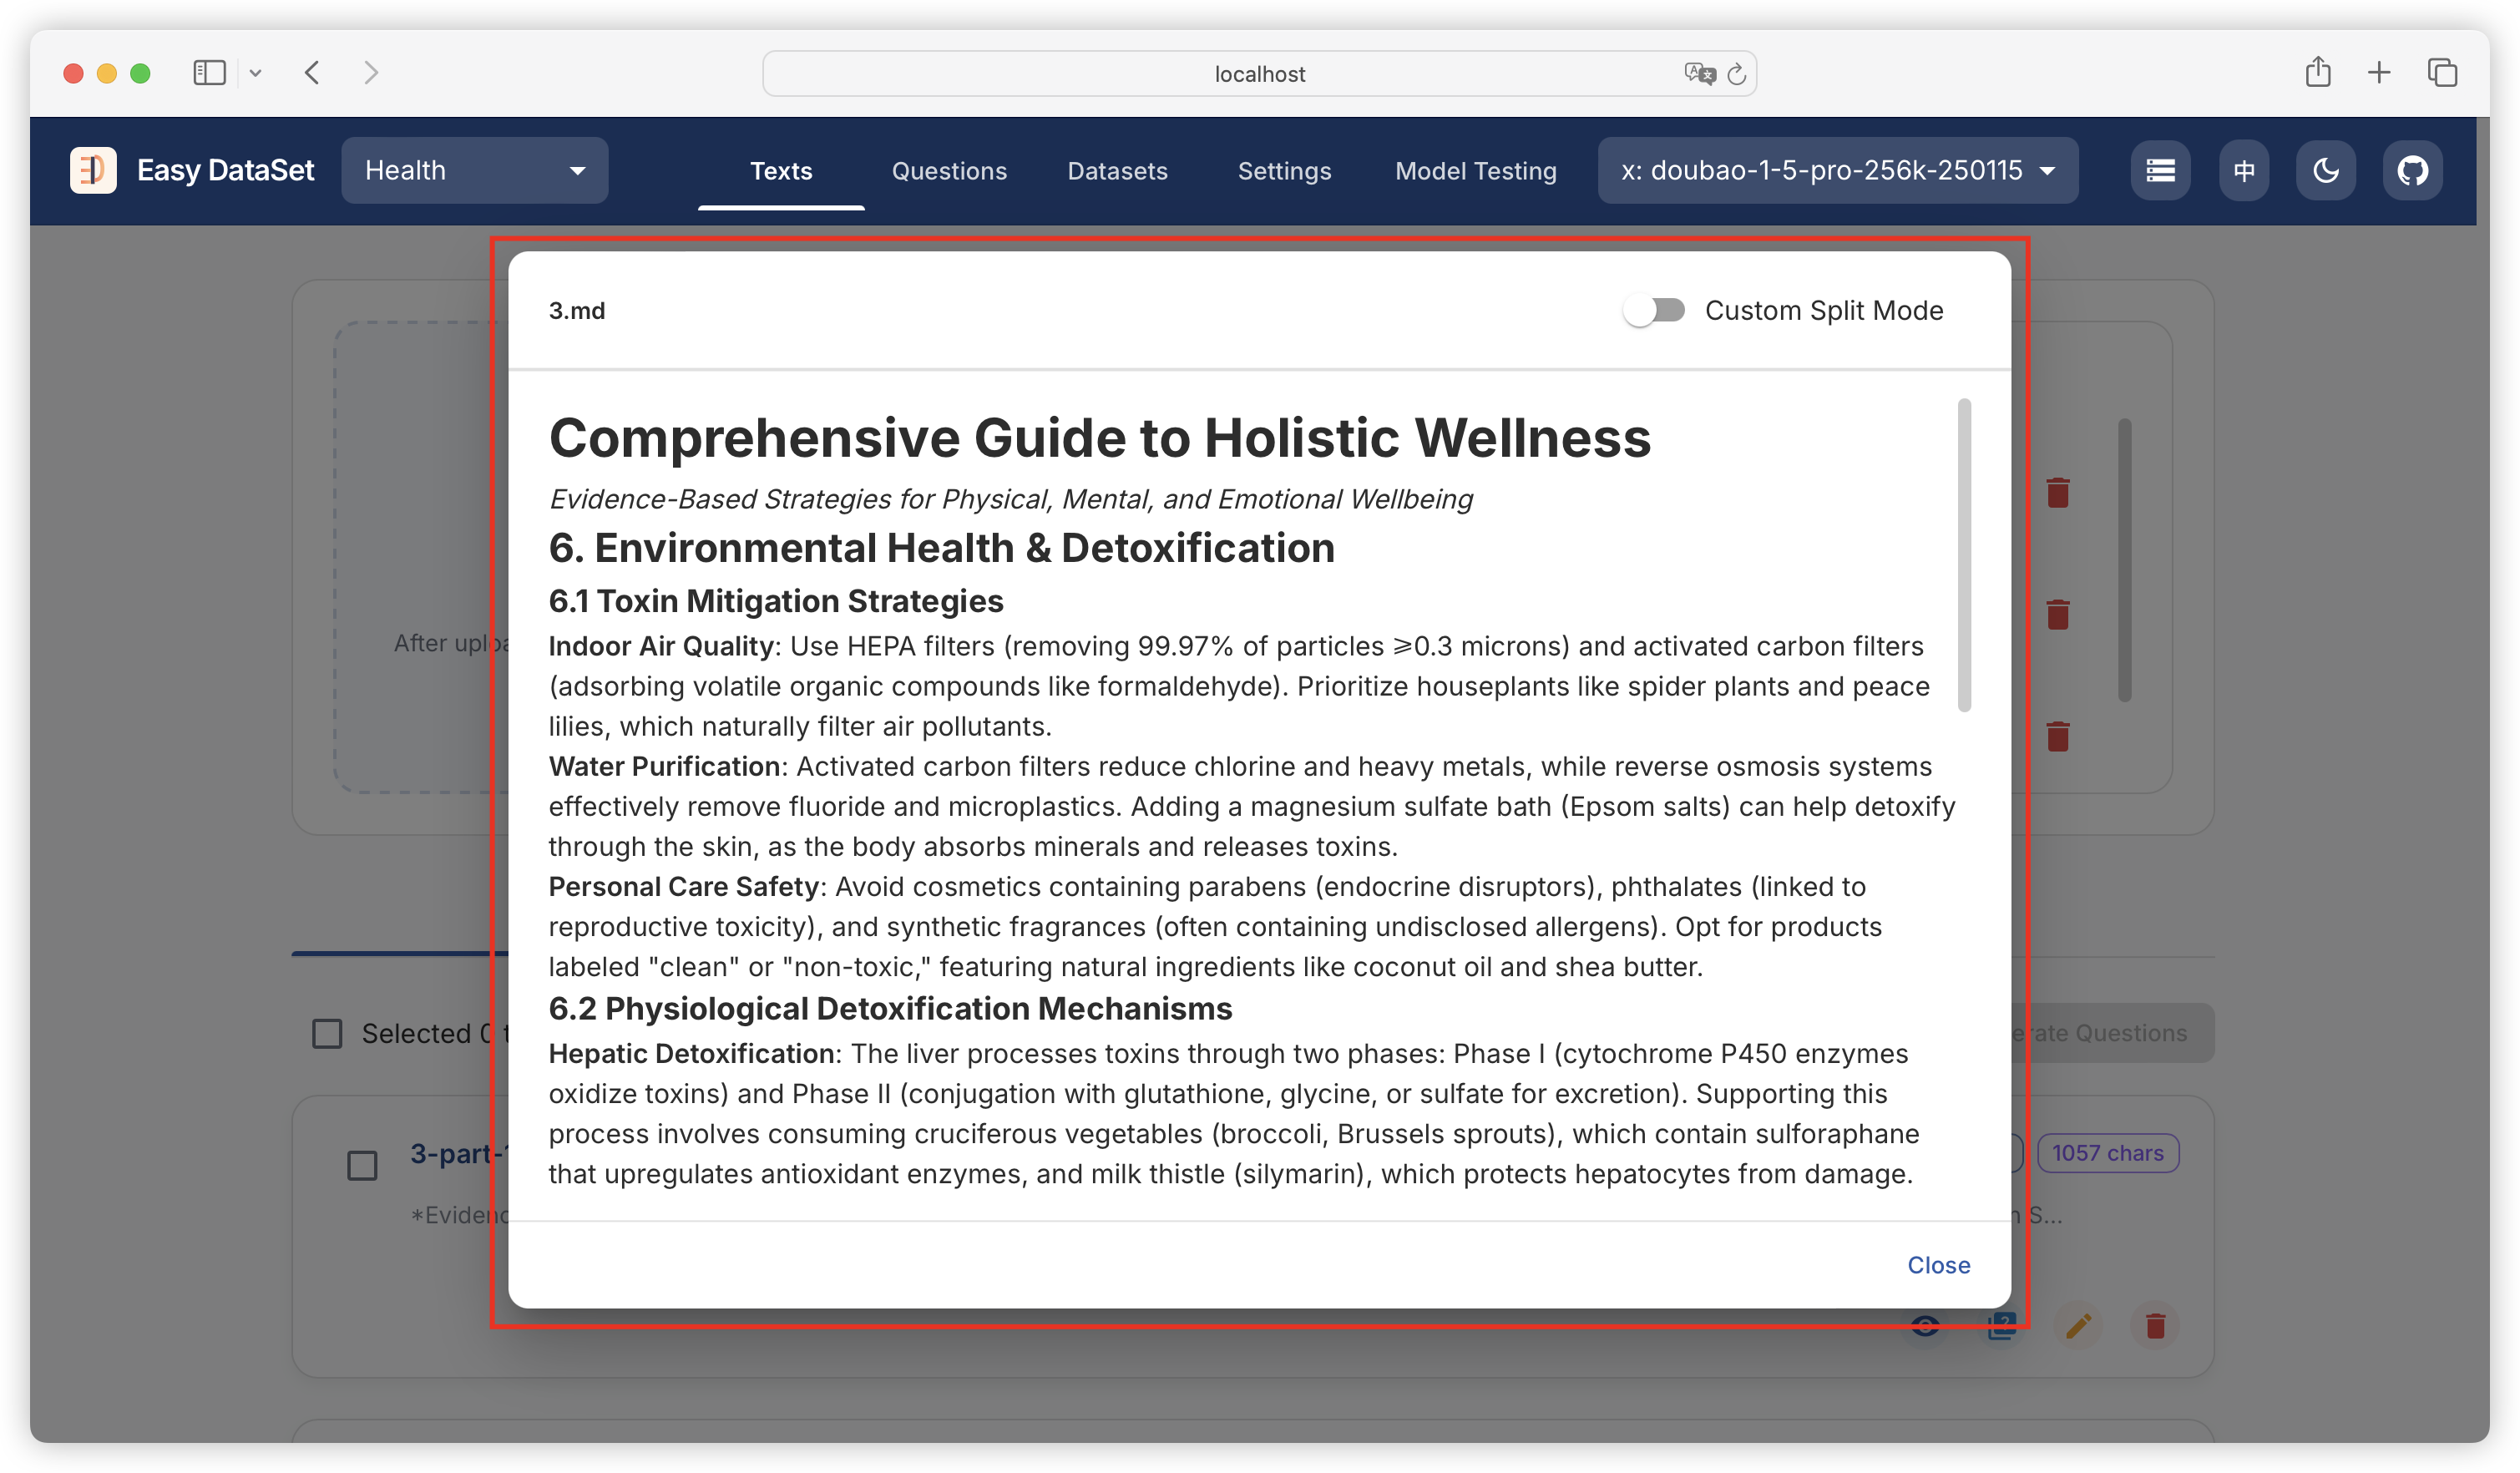 localhost
Easy DataSet
Health
Texts
Questions
Datasets
Settings
Model Testing
x: doubao-1-5-pro-256k-250115
中
3.md
Custom Split Mode
Comprehensive Guide to Holistic Wellness
Evidence-Based Strategies for Physical, Mental, and Emotional Wellbeing
6. Environmental Health & Detoxification
6.1 Toxin Mitigation Strategies
Indoor Air Quality: Use HEPA filters (removing 99.97% of particles ⩾0.3 microns) and activated carbon filters
(adsorbing volatile organic compounds like formaldehyde). Prioritize houseplants like spider plants and peace
lilies, which naturally filter air pollutants.
Water Purification: Activated carbon filters reduce chlorine and heavy metals, while reverse osmosis systems
effectively remove fluoride and microplastics. Adding a magnesium sulfate bath (Epsom salts) can help detoxify
through the skin, as the body absorbs minerals and releases toxins.
Personal Care Safety: Avoid cosmetics containing parabens (endocrine disruptors), phthalates (linked to
reproductive toxicity), and synthetic fragrances (often containing undisclosed allergens). Opt for products
labeled "clean" or "non-toxic," featuring natural ingredients like coconut oil and shea butter.
6.2 Physiological Detoxification Mechanisms
Hepatic Detoxification: The liver processes toxins through two phases: Phase I (cytochrome P450 enzymes
oxidize toxins) and Phase II (conjugation with glutathione, glycine, or sulfate for excretion). Supporting this
process involves consuming cruciferous vegetables (broccoli, Brussels sprouts), which contain sulforaphane
that upregulates antioxidant enzymes, and milk thistle (silymarin), which protects hepatocytes from damage.
Close
After
Selected 0
Questions
3-part-
1057 chars
S...